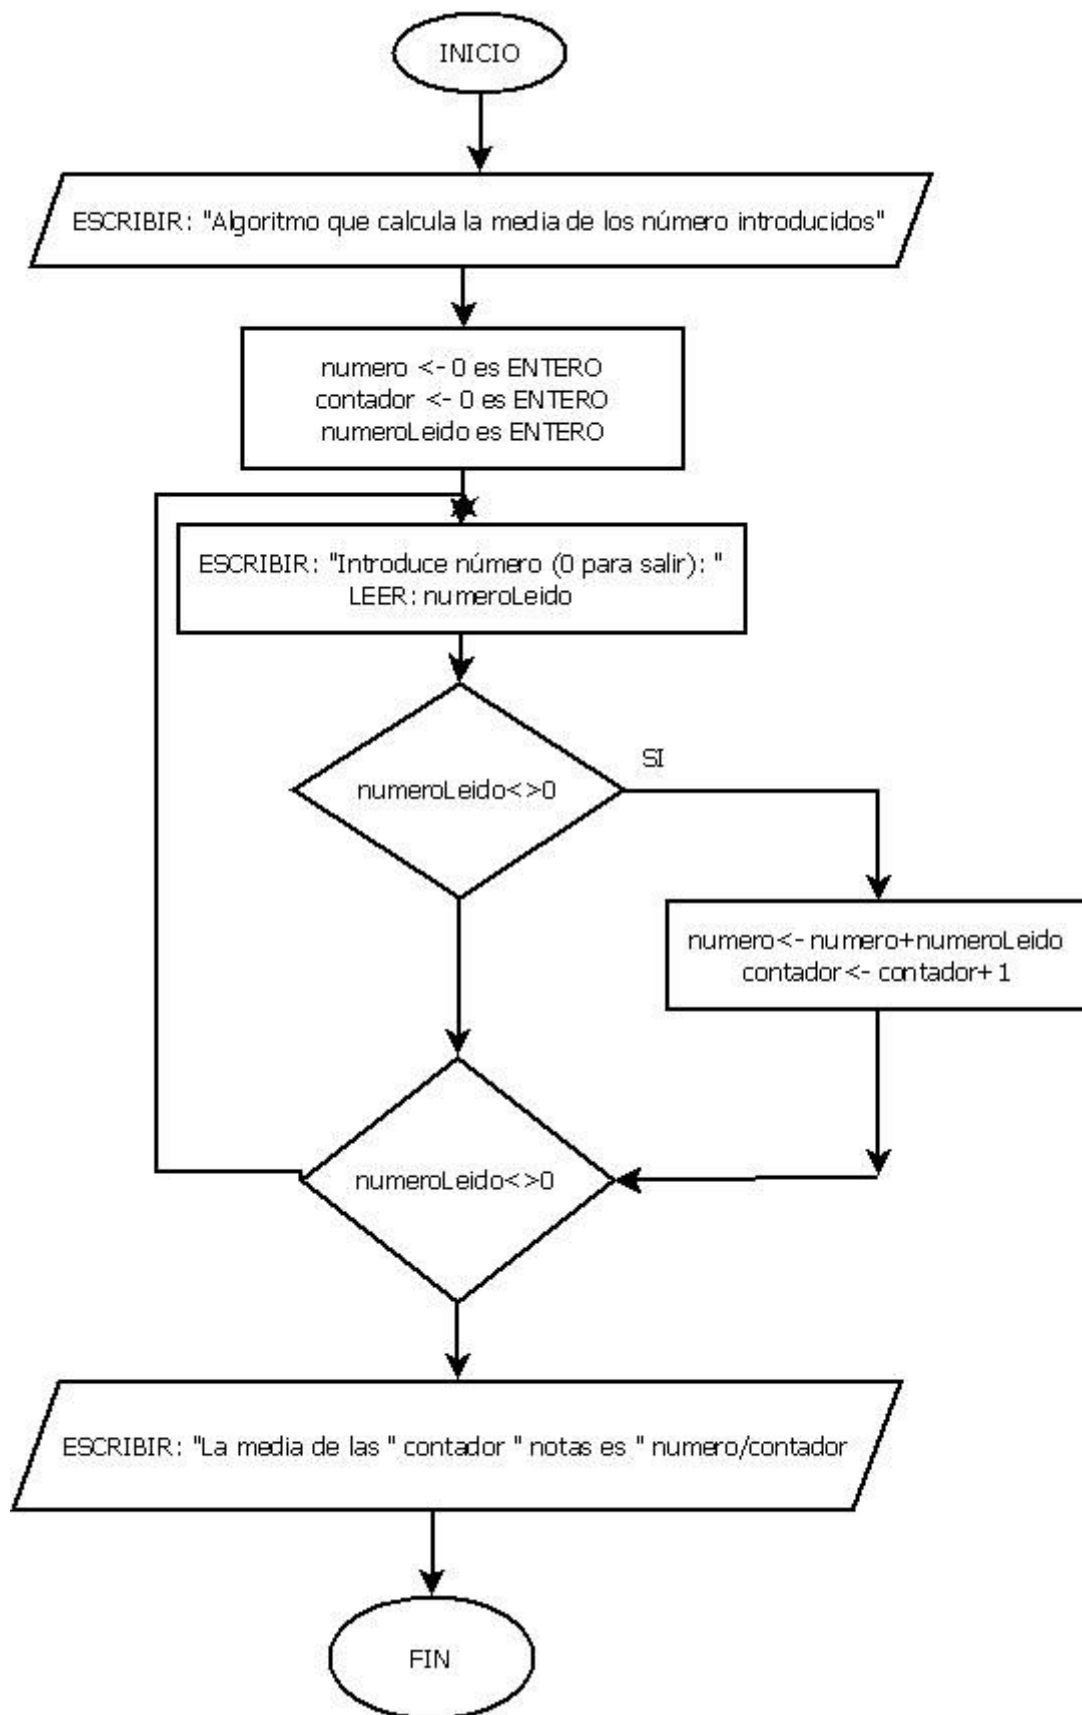 INICIO
ESCRIBIR: "Algoritmo que calcula la media de los número introducidos"
numero <- 0 es ENTERO
contador <- 0 es ENTERO
numeroLeido es ENTERO
ESCRIBIR: "Introduce número (0 para salir): "
LEER: numeroLeido
numeroLeido<>0
SI
numero<- numero+numeroLeido
contador<- contador+1
numeroLeido<>0
ESCRIBIR: "La media de las " contador " notas es " numero/contador
FIN